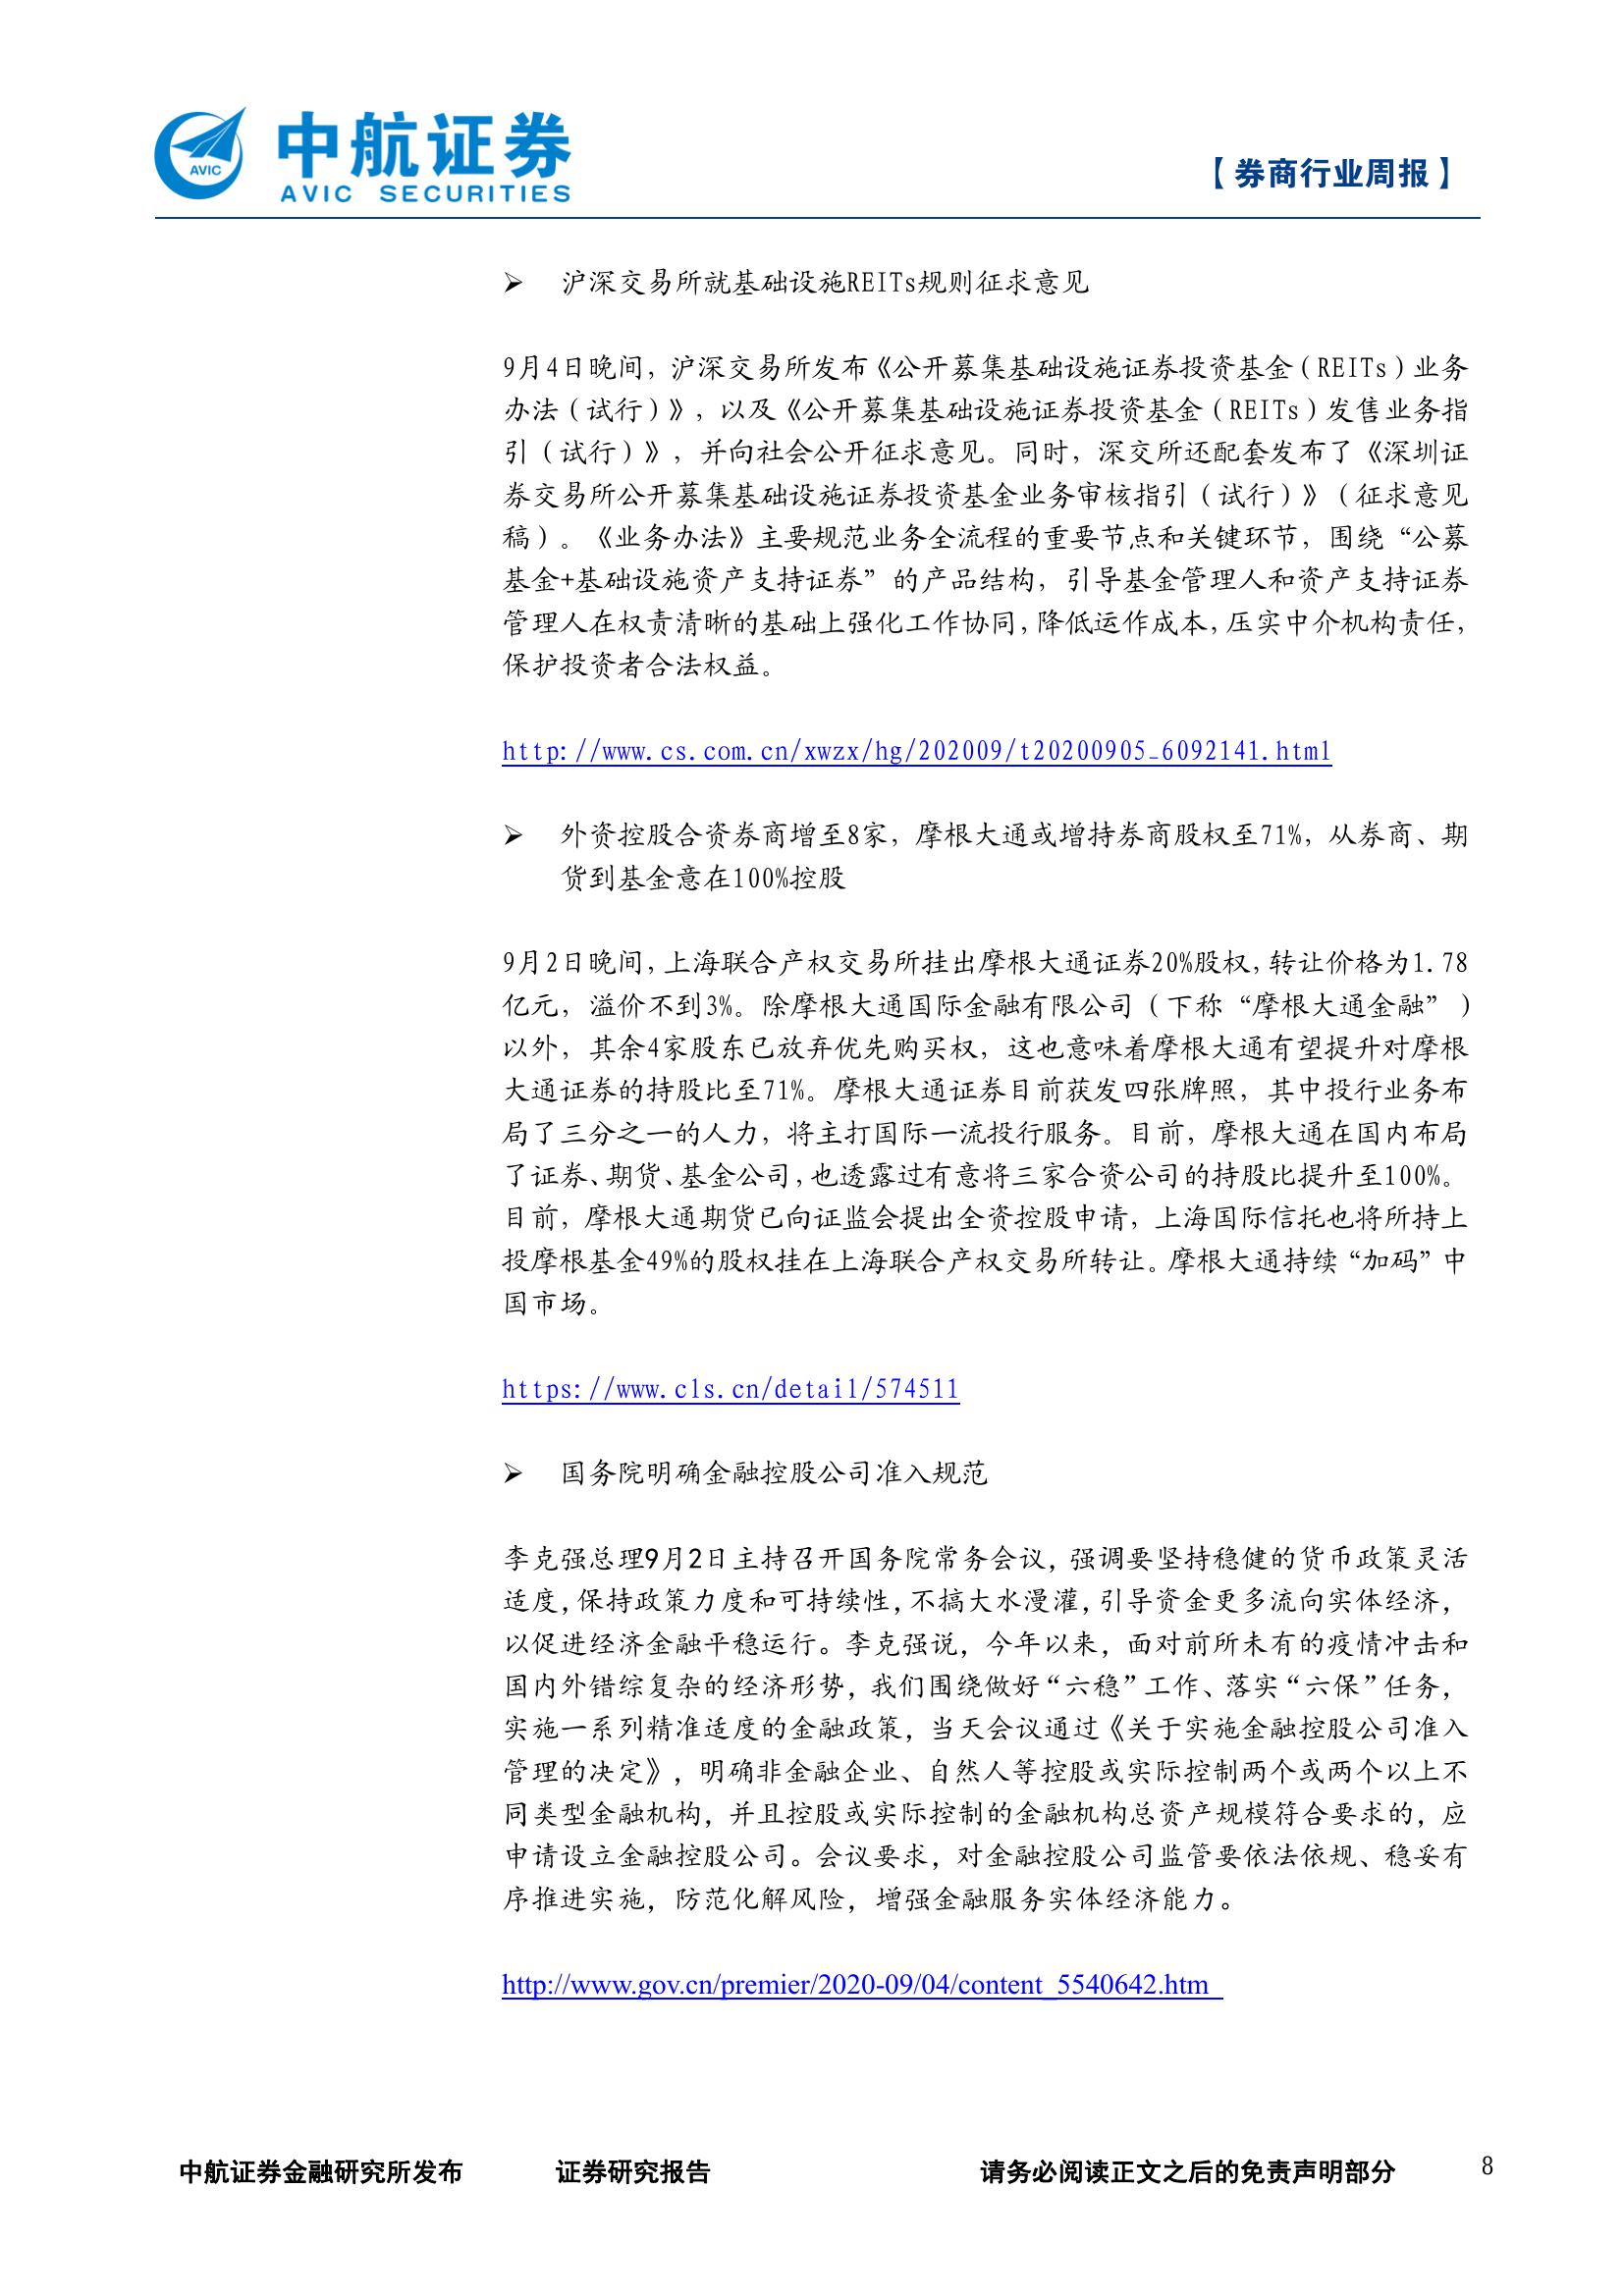 AVIC
中航证券
AVIC SECURITIES
【券商行业周报】
➢ 沪深交易所就基础设施REITs规则征求意见
9月4日晚间，沪深交易所发布《公开募集基础设施证券投资基金（REITs）业务
办法（试行）》，以及《公开募集基础设施证券投资基金（REITs）发售业务指
引（试行）》，并向社会公开征求意见。同时，深交所还配套发布了《深圳证
券交易所公开募集基础设施证券投资基金业务审核指引（试行）》（征求意见
稿）。《业务办法》主要规范业务全流程的重要节点和关键环节，围绕“公募
基金+基础设施资产支持证券”的产品结构，引导基金管理人和资产支持证券
管理人在权责清晰的基础上强化工作协同，降低运作成本，压实中介机构责任，
保护投资者合法权益。
http://www.cs.com.cn/xwzx/hg/202009/t20200905_6092141.html
➢ 外资控股合资券商增至8家，摩根大通或增持券商股权至71%，从券商、期
货到基金意在100%控股
9月2日晚间，上海联合产权交易所挂出摩根大通证券20%股权，转让价格为1.78
亿元，溢价不到3%。除摩根大通国际金融有限公司（下称“摩根大通金融”）
以外，其余4家股东已放弃优先购买权，这也意味着摩根大通有望提升对摩根
大通证券的持股比至71%。摩根大通证券目前获发四张牌照，其中投行业务布
局了三分之一的人力，将主打国际一流投行服务。目前，摩根大通在国内布局
了证券、期货、基金公司，也透露过有意将三家合资公司的持股比提升至100%。
目前，摩根大通期货已向证监会提出全资控股申请，上海国际信托也将所持上
投摩根基金49%的股权挂在上海联合产权交易所转让。摩根大通持续“加码”中
国市场。
https://www.cls.cn/detail/574511
➢ 国务院明确金融控股公司准入规范
李克强总理9月2日主持召开国务院常务会议，强调要坚持稳健的货币政策灵活
适度，保持政策力度和可持续性，不搞大水漫灌，引导资金更多流向实体经济，
以促进经济金融平稳运行。李克强说，今年以来，面对前所未有的疫情冲击和
国内外错综复杂的经济形势，我们围绕做好“六稳”工作、落实“六保”任务，
实施一系列精准适度的金融政策，当天会议通过《关于实施金融控股公司准入
管理的决定》，明确非金融企业、自然人等控股或实际控制两个或两个以上不
同类型金融机构，并且控股或实际控制的金融机构总资产规模符合要求的，应
申请设立金融控股公司。会议要求，对金融控股公司监管要依法依规、稳妥有
序推进实施，防范化解风险，增强金融服务实体经济能力。
http://www.gov.cn/premier/2020-09/04/content_5540642.htm
中航证券金融研究所发布 证券研究报告 请务必阅读正文之后的免责声明部分 8